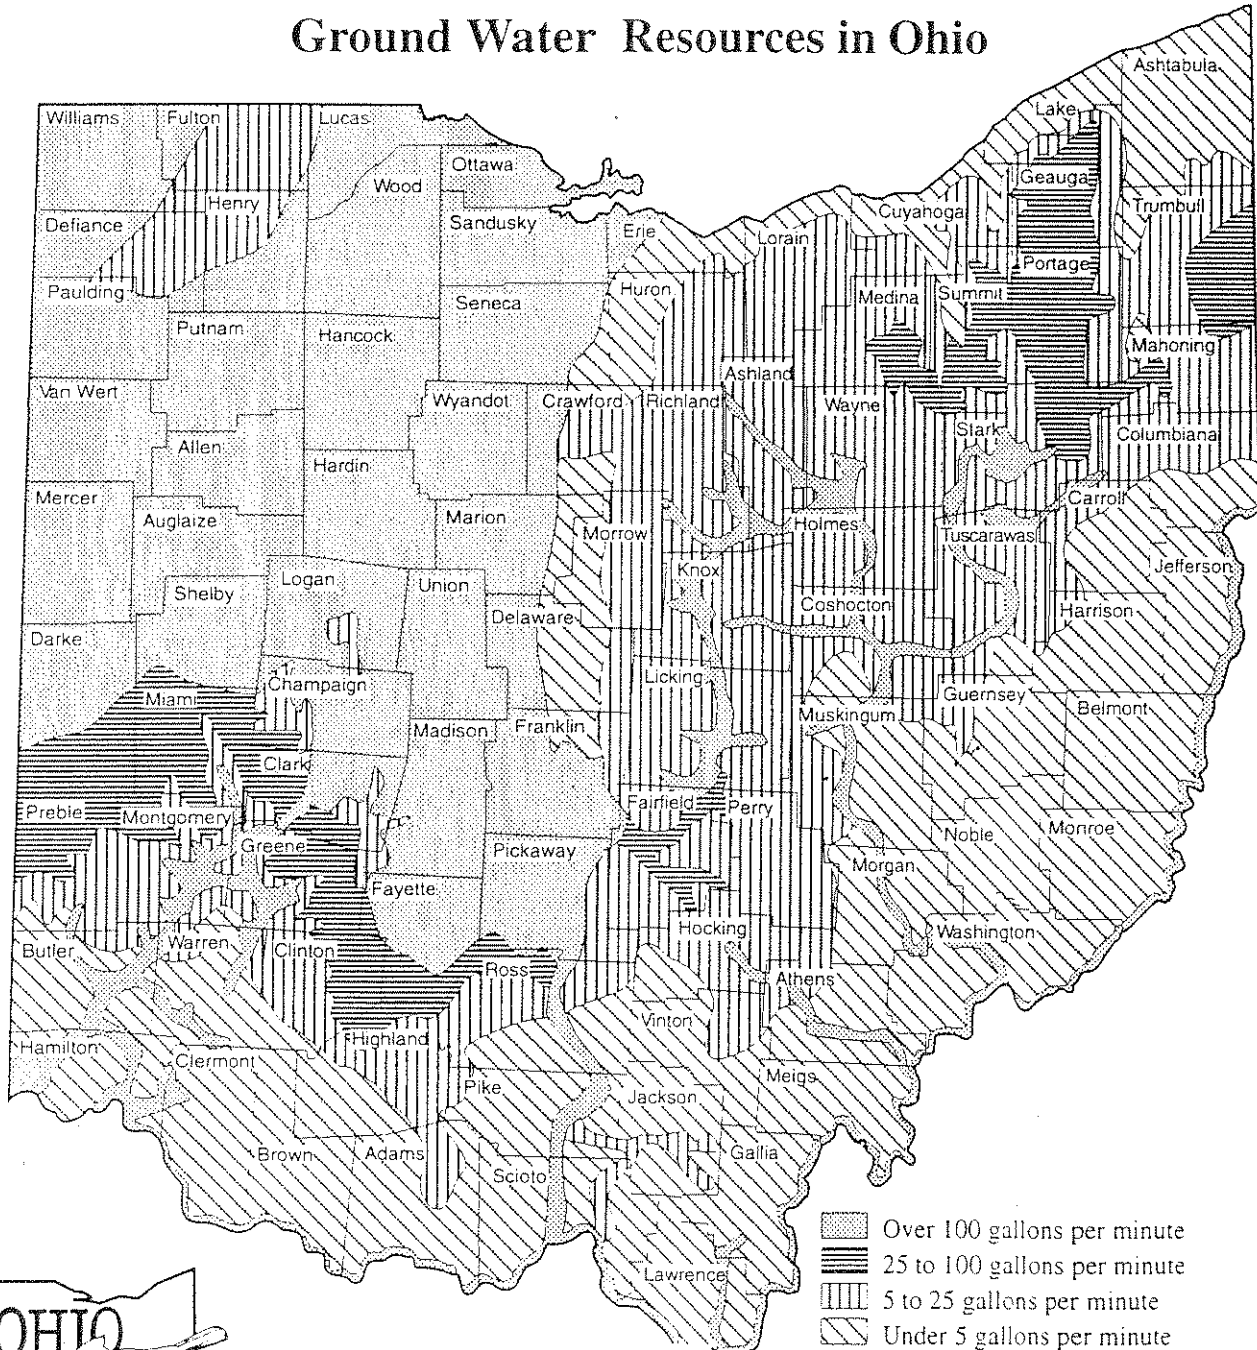 Ground Water Resources in Ohio
Ashtabula
Lake
Williams
Fulton
Lucas
Ottawa
Geauga
Wood
Henry
Cuyahoga
Trumbull
Defiance
Sandusky
Erie
Lorain
Portage
Paulding
Huron
Medina
Summit
Seneca
Putnam
Hancock
Mahoning
Ashland
Van Wert
Wyandot
Crawford
Richland
Wayne
Stark
Columbiana
Allen
Hardin
Mercer
Carroll
Auglaize
Marion
Holmes
Morrow
Tuscarawas
Jefferson
Knox
Logan
Union
Shelby
Coshocton
Harrison
Delaware
Darke
Licking
Champaign
Miami
Guernsey
Belmont
Muskingum
Madison
Franklin
Clark
Preble
Montgomery
Fairfield
Perry
Noble
Monroe
Greene
Pickaway
Morgan
Fayette
Hocking
Washington
Butler
Warren
Clinton
Ross
Athens
Vinton
Highland
Hamilton
Clermont
Pike
Meigs
Jackson
Brown
Adams
Gallia
Scioto
Lawrence
Over 100 gallons per minute
25 to 100 gallons per minute
5 to 25 gallons per minute
Under 5 gallons per minute
OHIO